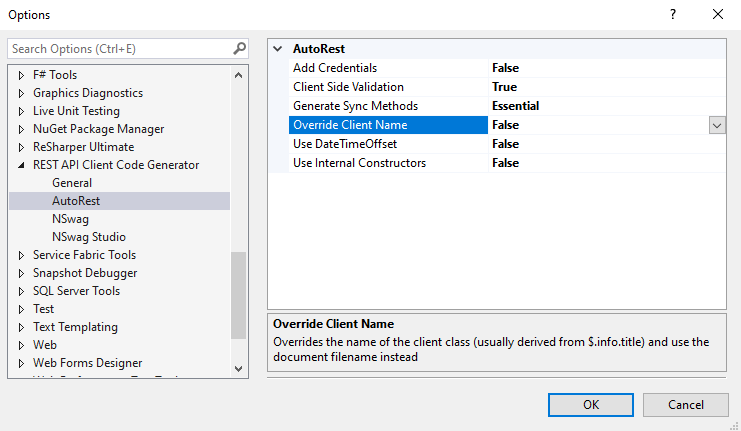 Options
Search Options (Ctrl+E)
F# Tools
Graphics Diagnostics
Live Unit Testing
NuGet Package Manager
ReSharper Ultimate
REST API Client Code Generator
General
AutoRest
NSwag
NSwag Studio
Service Fabric Tools
Snapshot Debugger
SQL Server Tools
Test
Text Templating
Web
Web Forms Designer
AutoRest
Add Credentials False
Client Side Validation True
Generate Sync Methods Essential
Override Client Name False
Use DateTimeOffset False
Use Internal Constructors False
Override Client Name
Overrides the name of the client class (usually derived from $.info.title) and use the
document filename instead
OK Cancel